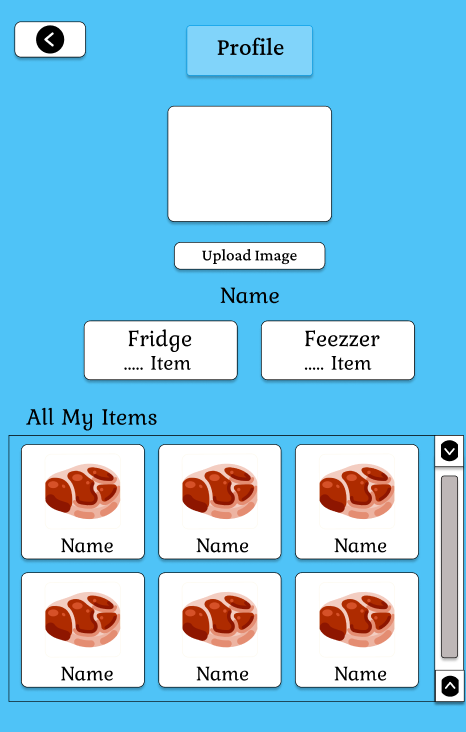 Profile
Upload Image
Name
Fridge
..... Item
Feezzer
..... Item
All My Items
Name
Name
Name
Name
Name
Name